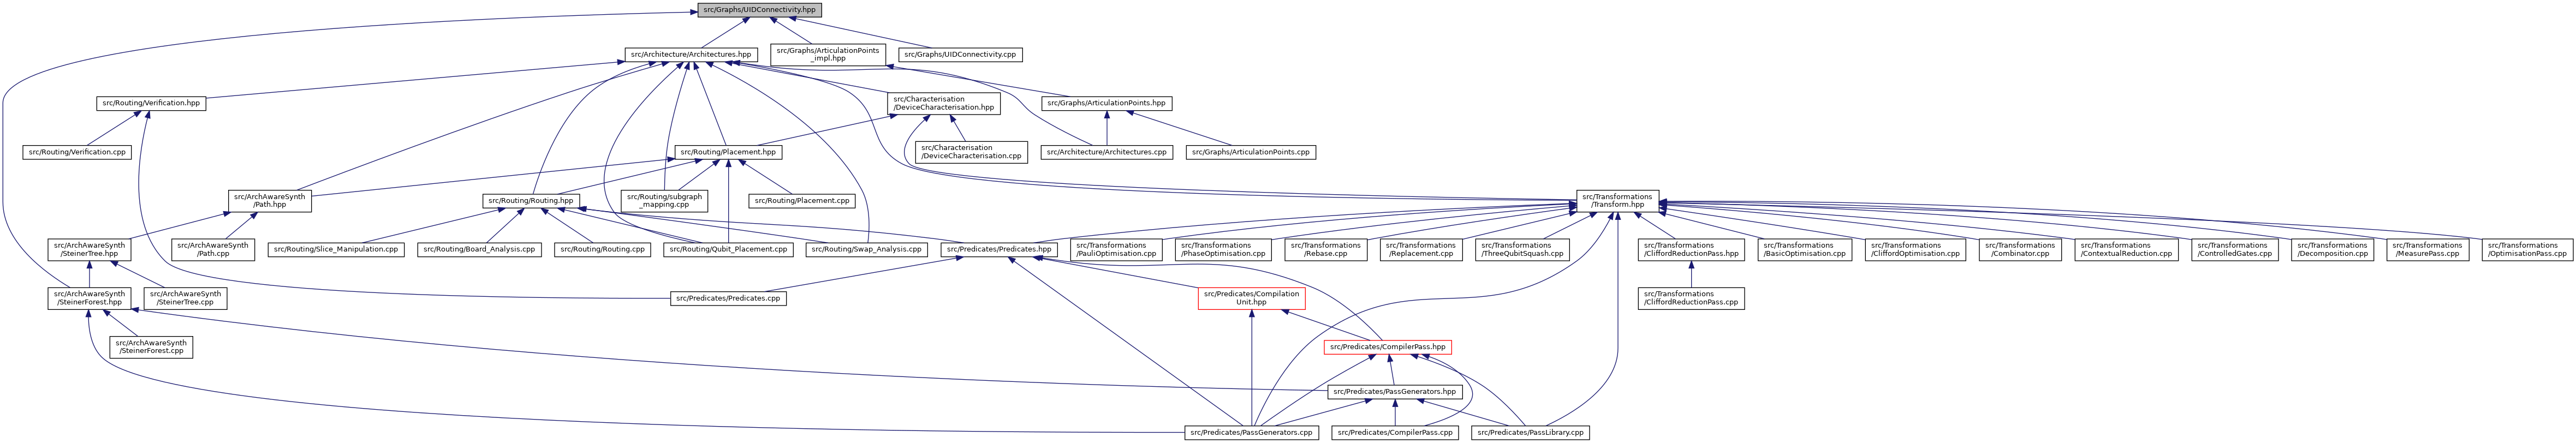 src/Graphs/UIDConnectivity.hpp
src/Architecture/Architectures.hpp
src/Graphs/ArticulationPoints
_impl.hpp
src/Graphs/UIDConnectivity.cpp
src/Routing/Verification.hpp
src/Characterisation
/DeviceCharacterisation.hpp
src/Graphs/ArticulationPoints.hpp
src/Routing/Verification.cpp
src/Routing/Placement.hpp
src/Characterisation
/DeviceCharacterisation.cpp
src/Architecture/Architectures.cpp
src/Graphs/ArticulationPoints.cpp
src/ArchAwareSynth
/Path.hpp
src/Routing/Routing.hpp
src/Routing/subgraph
_mapping.cpp
src/Routing/Placement.cpp
src/Transformations
/Transform.hpp
src/ArchAwareSynth
/SteinerTree.hpp
src/ArchAwareSynth
/Path.cpp
src/Routing/Slice_Manipulation.cpp
src/Routing/Board_Analysis.cpp
src/Routing/Routing.cpp
src/Routing/Qubit_Placement.cpp
src/Routing/Swap_Analysis.cpp
src/Predicates/Predicates.hpp
src/Transformations
/PauliOptimisation.cpp
src/Transformations
/PhaseOptimisation.cpp
src/Transformations
/Rebase.cpp
src/Transformations
/Replacement.cpp
src/Transformations
/ThreeQubitSquash.cpp
src/Transformations
/CliffordReductionPass.hpp
src/Transformations
/BasicOptimisation.cpp
src/Transformations
/CliffordOptimisation.cpp
src/Transformations
/Combinator.cpp
src/Transformations
/ContextualReduction.cpp
src/Transformations
/ControlledGates.cpp
src/Transformations
/Decomposition.cpp
src/Transformations
/MeasurePass.cpp
src/Transformations
/OptimisationPass.cpp
src/ArchAwareSynth
/SteinerForest.hpp
src/ArchAwareSynth
/SteinerTree.cpp
src/Predicates/Predicates.cpp
src/Predicates/Compilation
Unit.hpp
src/Transformations
/CliffordReductionPass.cpp
src/ArchAwareSynth
/SteinerForest.cpp
src/Predicates/CompilerPass.hpp
src/Predicates/PassGenerators.hpp
src/Predicates/PassGenerators.cpp
src/Predicates/CompilerPass.cpp
src/Predicates/PassLibrary.cpp